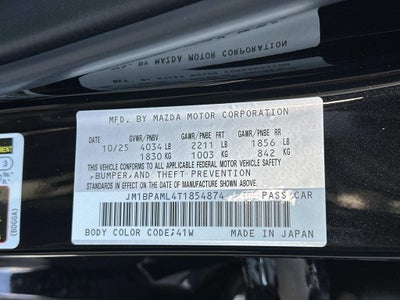 MFD. BY MAZDA MOTOR CORPORATION
GVWR/PNBV GAWR/PNBE FRT GAWR/PNBE RR
10/25 4034 LB 2211 LB 1856 LB
1830 KG 1003 KG 842 KG
THIS VEHICLE CONFORMS TO ALL APPLICABLE FEDERAL MOTOR VEHICLE SAFETY
,BUMPER,AND THEFT PREVENTION
STANDARDS IN EFFECT ON THE DATE OF MANUFACTURE SHOWN ABOVE.
JM1BPAML4T1854874 PASS CAR
BODY COLOR CODE;41W MADE IN JAPAN
3
(BDGGA)